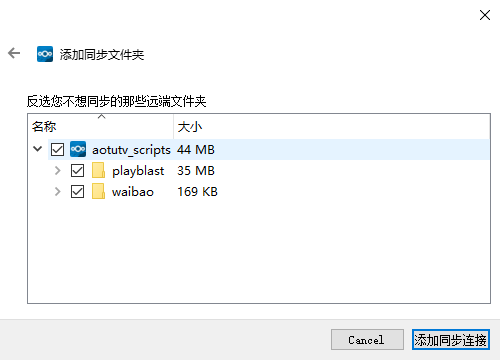 添加同步文件夹
反选您不想同步的那些远端文件夹
名称 大小
aotutv_scripts 44 MB
playblast 35 MB
waibao 169 KB
Cancel 添加同步连接